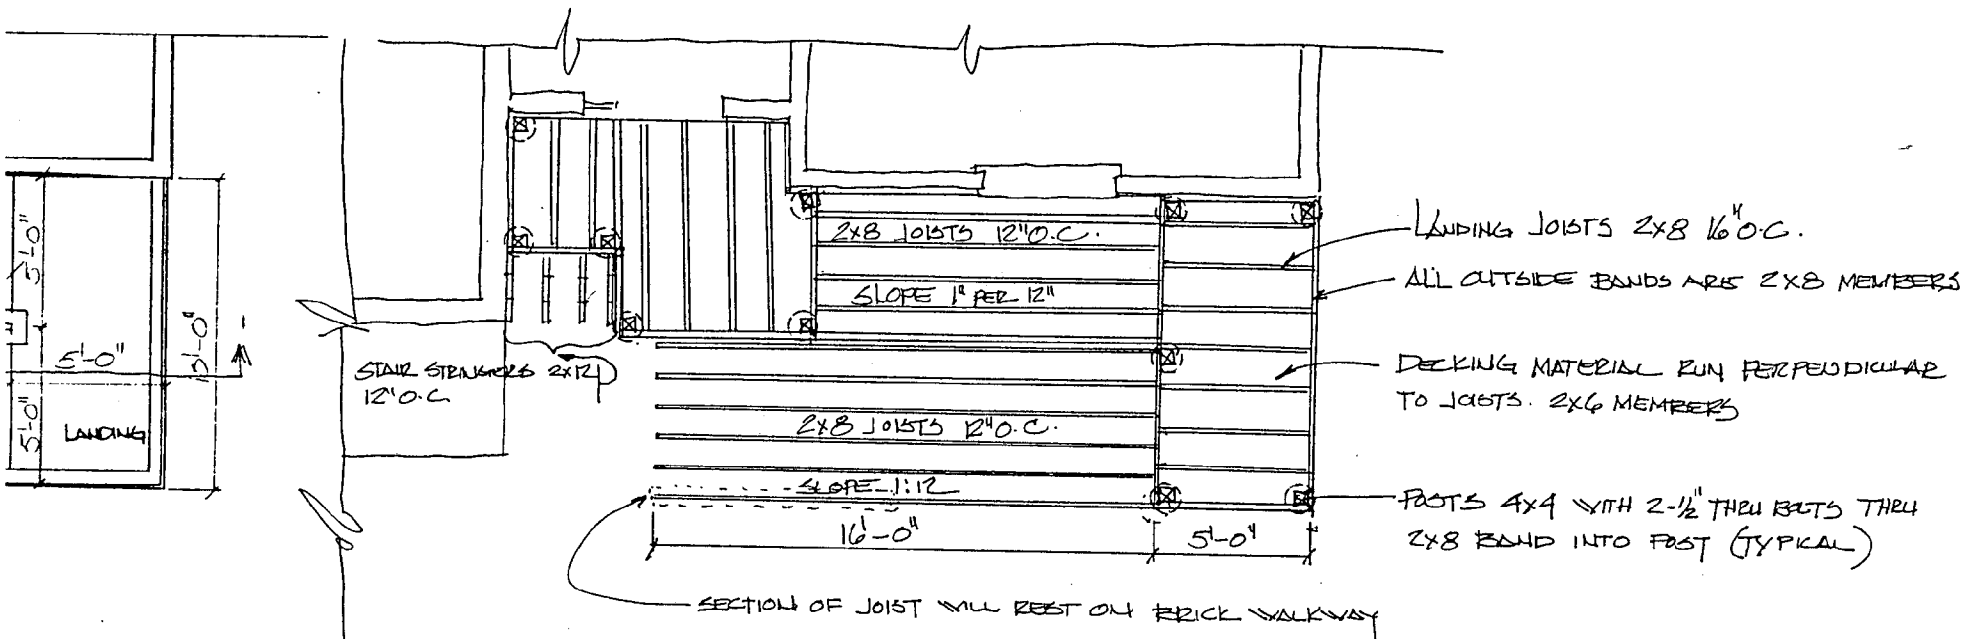 5'-0"
5'-0"
10'-0"
5'-0"
LANDING
STAIR STRINGERS 2x12
12" O.C.
2x8 JOISTS 12" O.C.
SLOPE 1" PER 12"
2x8 JOISTS 12" O.C.
SLOPE 1:12
16'-0"
5'-0"
SECTION OF JOIST WILL REST ON BRICK WALKWAY
LANDING JOISTS 2x8 16" O.C.
ALL OUTSIDE BANDS ARE 2x8 MEMBERS
DECKING MATERIAL RUN PERPENDICULAR
TO JOISTS. 2x6 MEMBERS
POSTS 4x4 WITH 2-1/2" THRU BOLTS THRU
2x8 BAND INTO POST (TYPICAL)